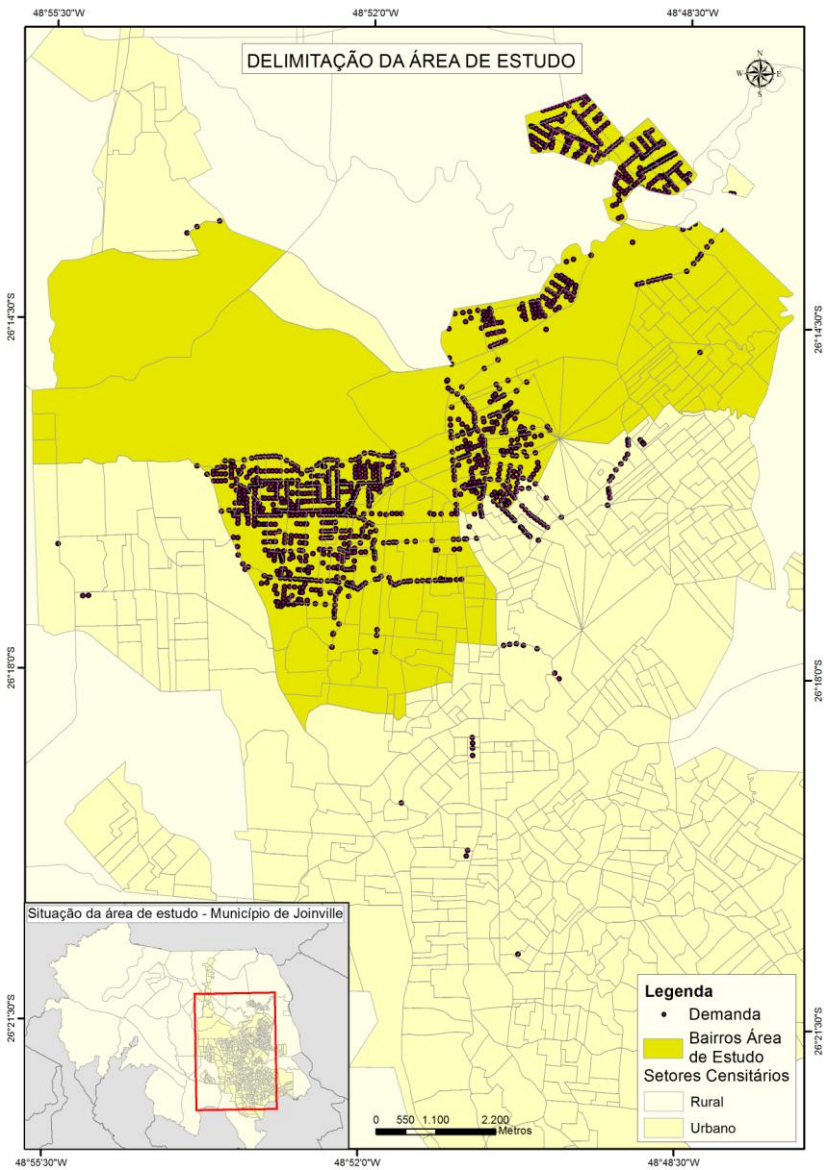 48°55'30"W
48°52'0"W
48°48'30"W
DELIMITAÇÃO DA ÁREA DE ESTUDO
N
W
E
S
26°14'30"S
26°14'30"S
26°18'0"S
26°18'0"S
Situação da área de estudo - Município de Joinville
26°21'30"S
26°21'30"S
Legenda
Demanda
Bairros Área
de Estudo
Setores Censitários
Rural
Urbano
0 550 1.100 2.200
Metros
48°55'30"W
48°52'0"W
48°48'30"W